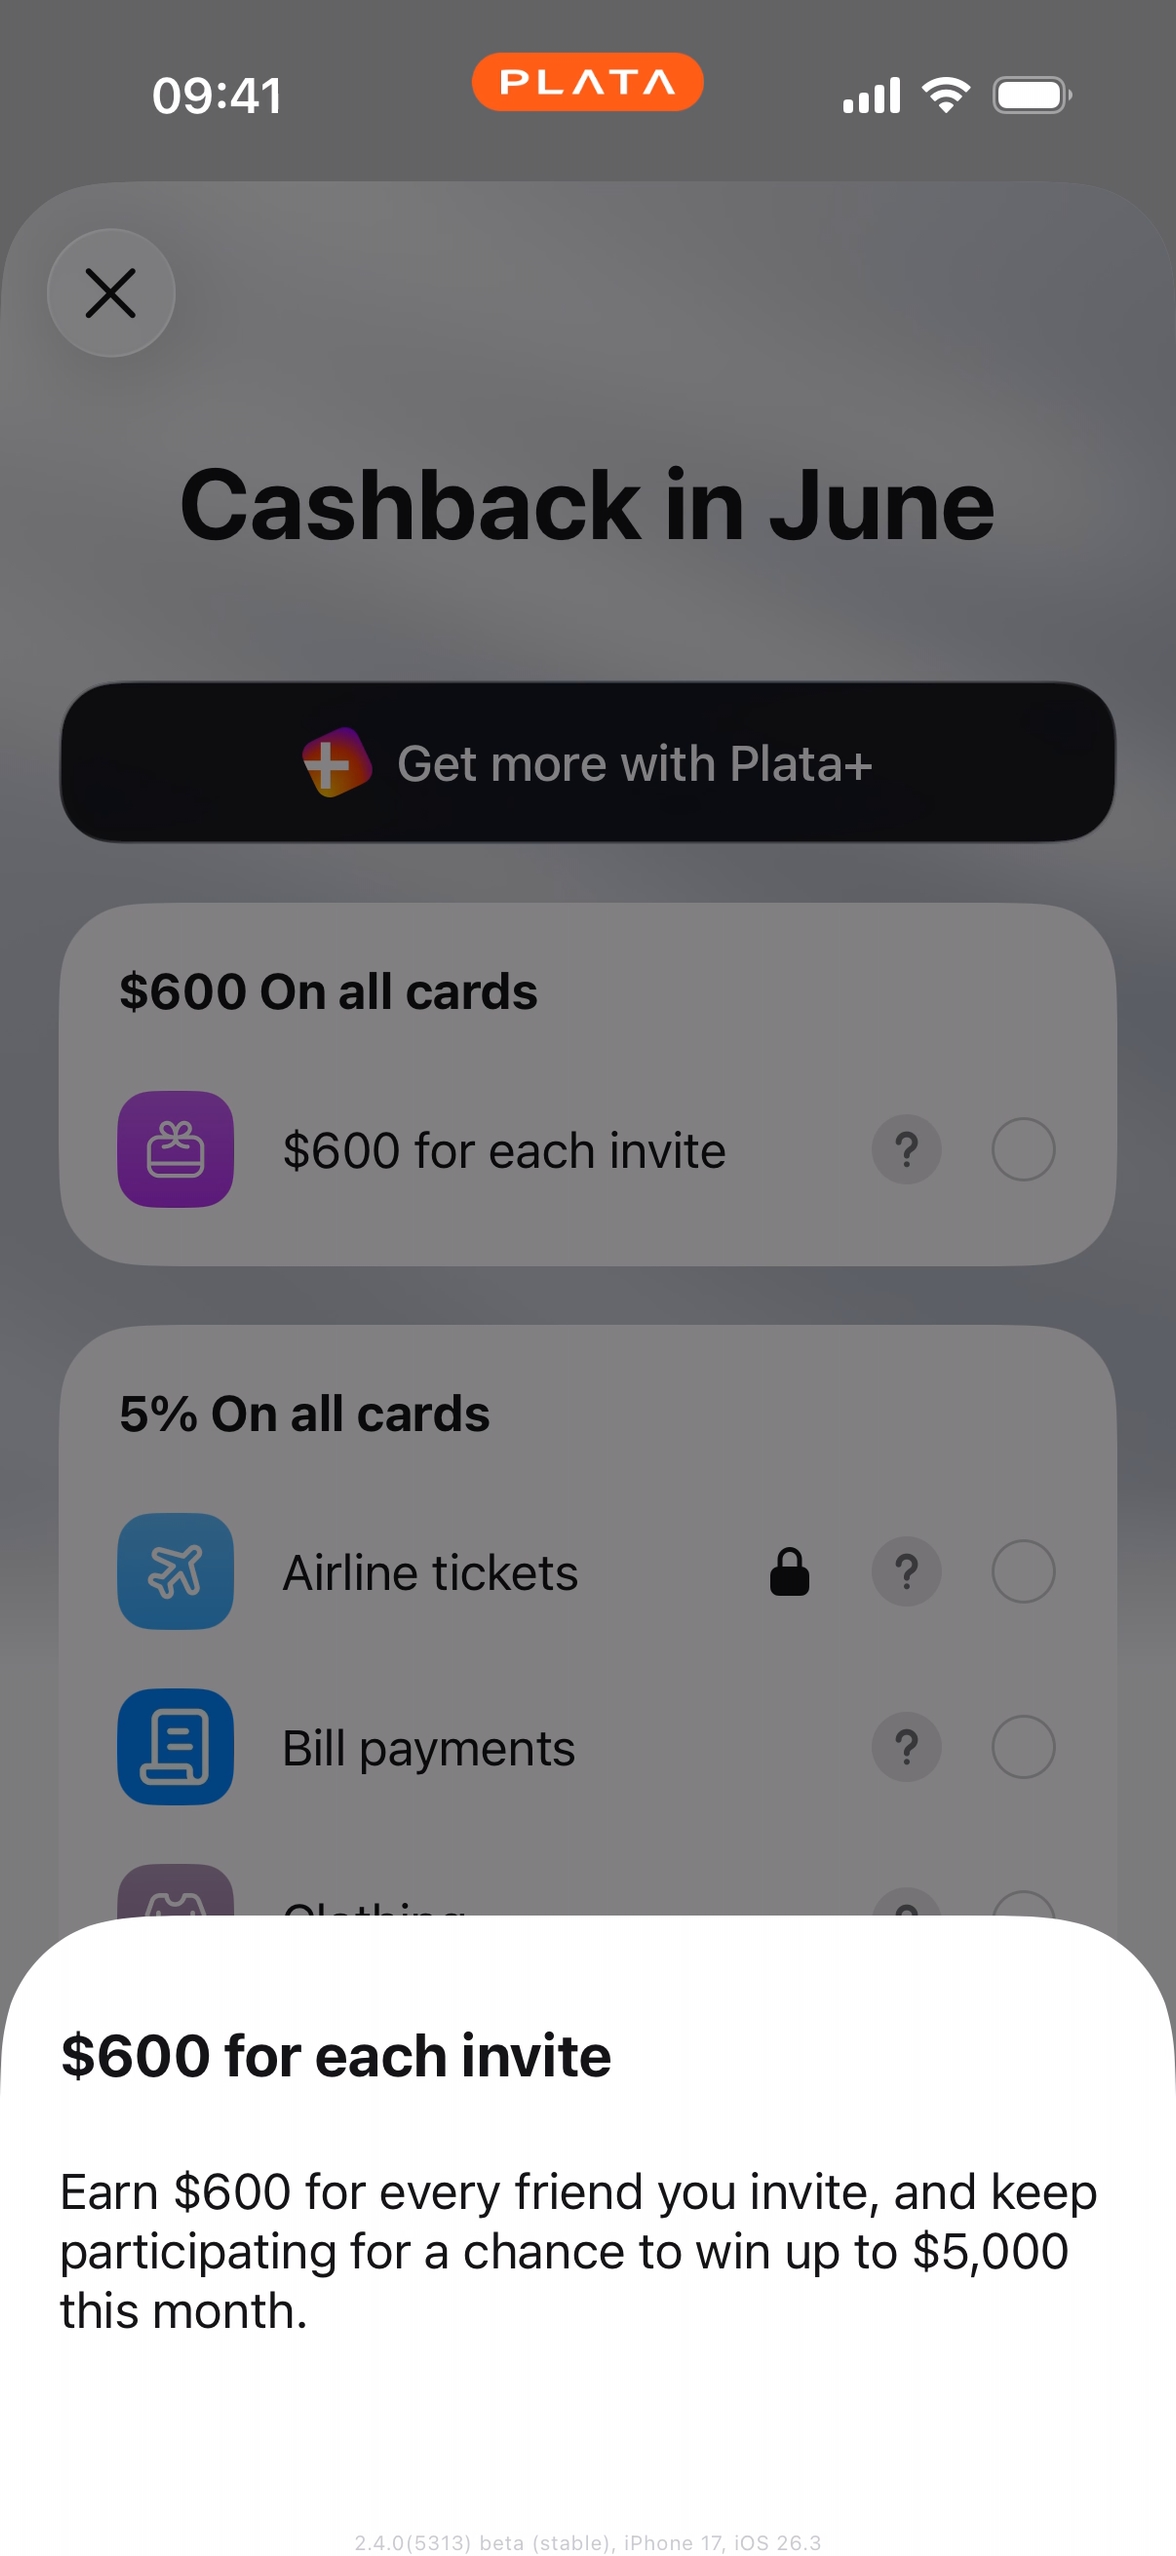 09:41
PLATA
Cashback in June
Get more with Plata+
$600 On all cards
$600 for each invite
?
5% On all cards
Airline tickets
?
Bill payments
?
Clothing
?
$600 for each invite
Earn $600 for every friend you invite, and keep
participating for a chance to win up to $5,000
this month.
2.4.0(5313) beta (stable), iPhone 17, iOS 26.3